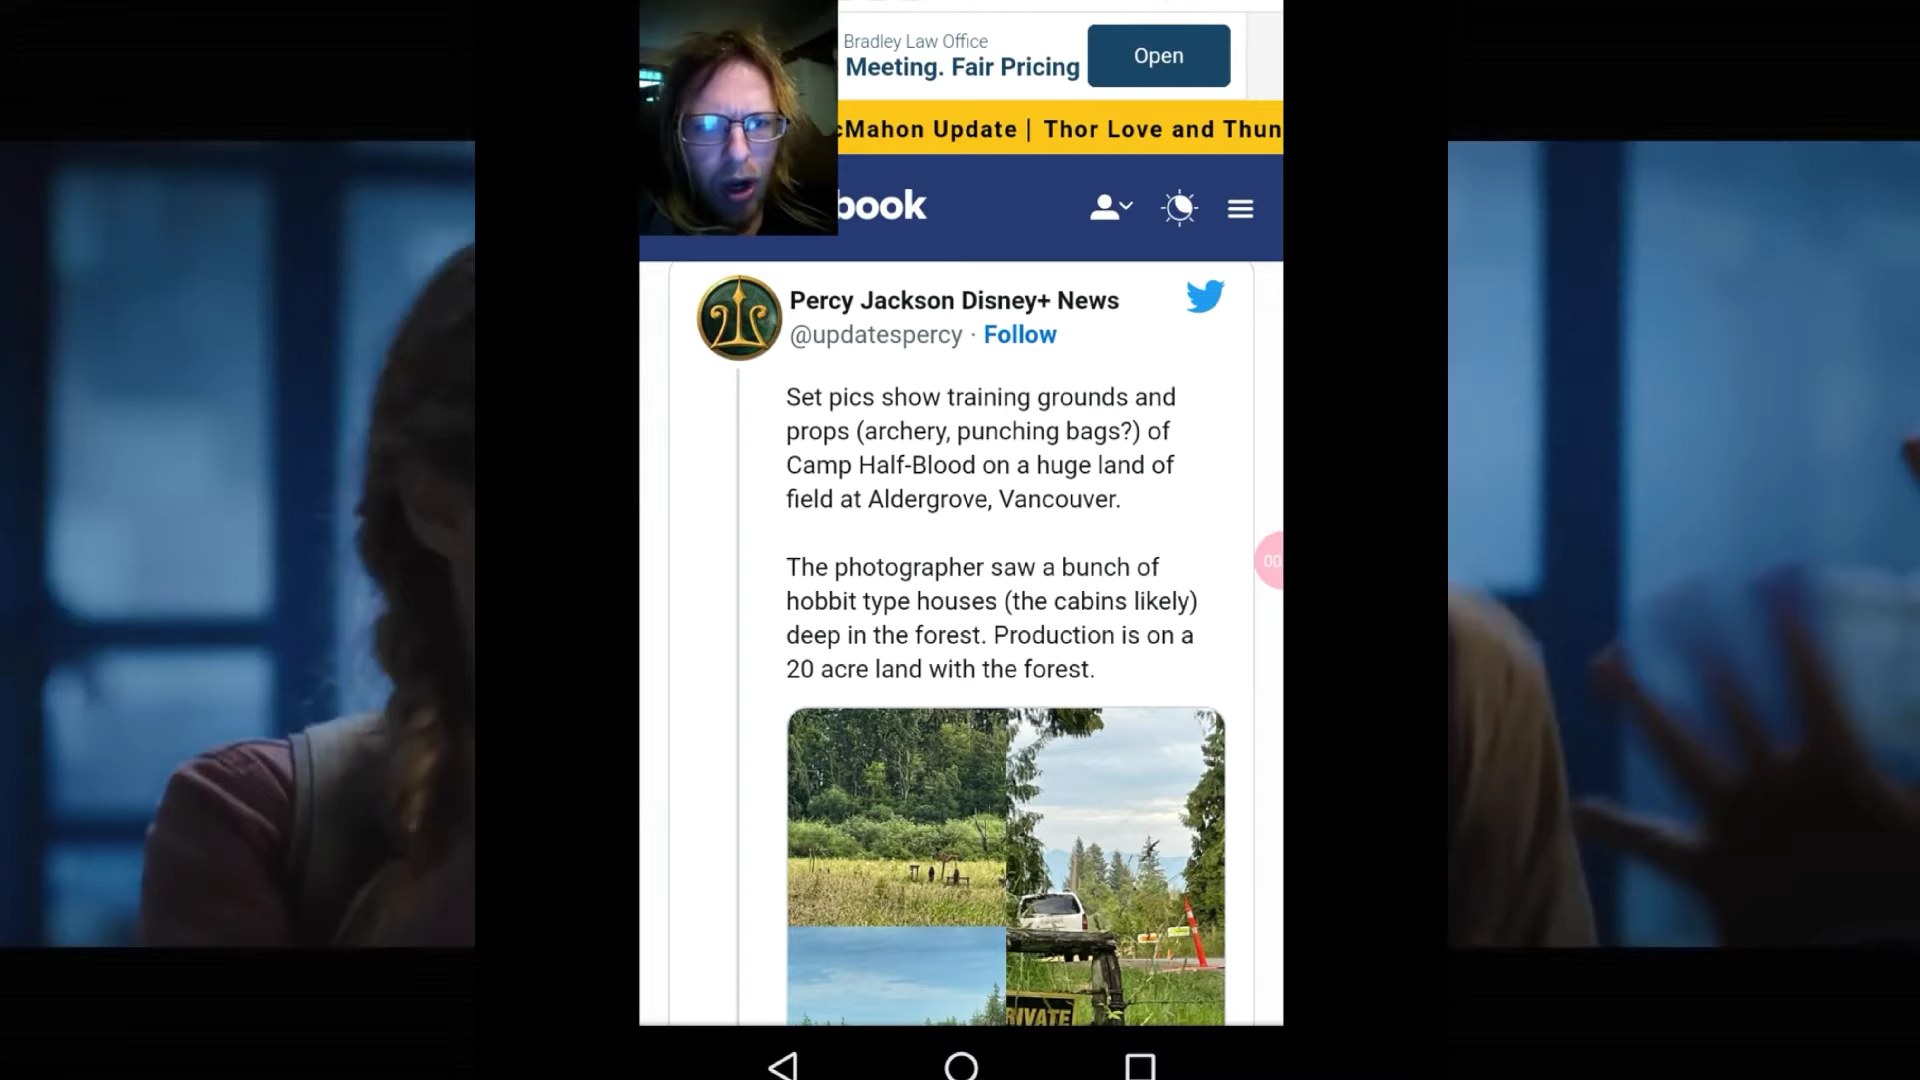 Bradley Law Office
Meeting. Fair Pricing
Open
cMahon Update | Thor Love and Thun
book
Percy Jackson Disney+ News
@updatespercy · Follow
Set pics show training grounds and
props (archery, punching bags?) of
Camp Half-Blood on a huge land of
field at Aldergrove, Vancouver.
The photographer saw a bunch of
hobbit type houses (the cabins likely)
deep in the forest. Production is on a
20 acre land with the forest.
00
RIVATE